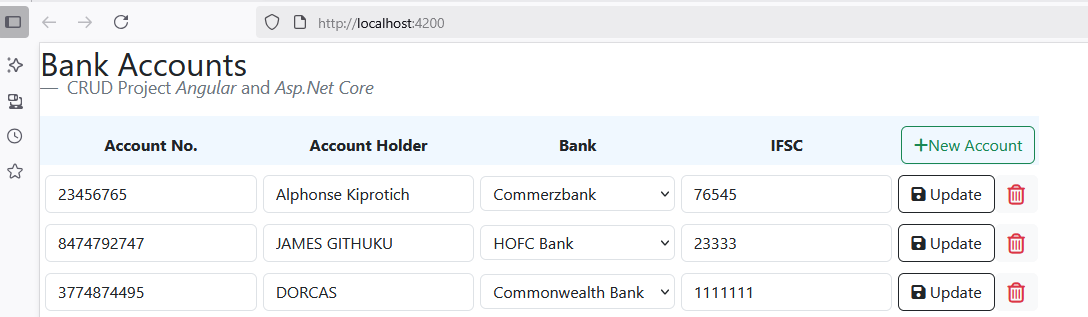 http://localhost:4200
Bank Accounts
— CRUD Project Angular and Asp.Net Core
Account No. Account Holder Bank IFSC +New Account
23456765 Alphonse Kiprotich Commerzbank 76545 Update
8474792747 JAMES GITHUKU HOFC Bank 23333 Update
3774874495 DORCAS Commonwealth Bank 1111111 Update